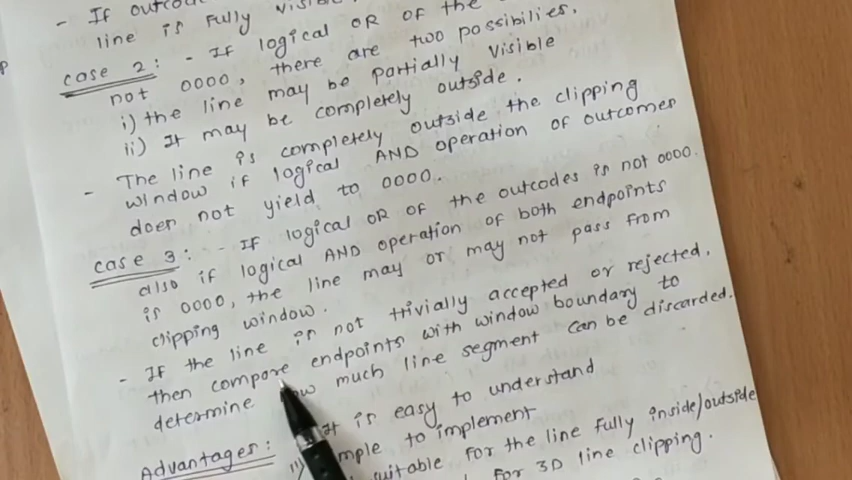 - If outcod
line is fully visible
case 2: - If logical OR of the
not 0000, there are two possibilies.
i) the line may be partially visible
ii) It may be completely outside.
- The line is completely outside the clipping
window if logical AND operation of outcomes
does not yield to 0000.
case 3: - If logical OR of the outcodes is not 0000.
also if logical AND operation of both endpoints
is 0000, the line may or may not pass from
clipping window.
- If the line is not trivially accepted or rejected,
then compare endpoints with window boundary to
determine how much line segment can be discarded.
Advantages: It is easy to understand
ii) mple to implement
suitable for the line fully inside/outside
for 3D line clipping.